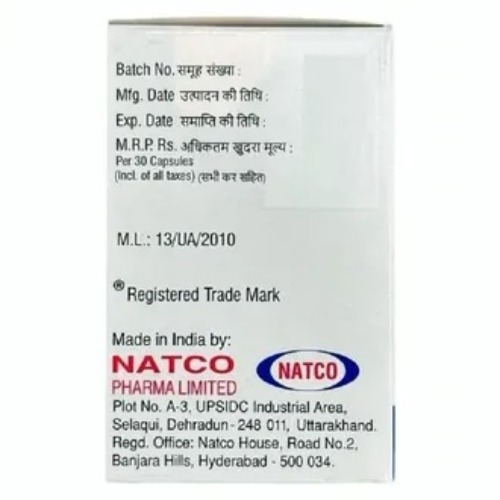 Batch No. समूह संख्या :
Mfg. Date उत्पादन की तिथि :
Exp. Date समाप्ति की तिथि :
M.R.P. Rs. अधिकतम खुदरा मूल्य :
Per 30 Capsules
(Incl. of all taxes) (सभी कर सहित)
M.L.: 13/UA/2010
® Registered Trade Mark
Made in India by:
NATCO NATCO
PHARMA LIMITED
Plot No. A-3, UPSIDC Industrial Area,
Selaqui, Dehradun - 248 011, Uttarakhand.
Regd. Office: Natco House, Road No.2,
Banjara Hills, Hyderabad - 500 034.